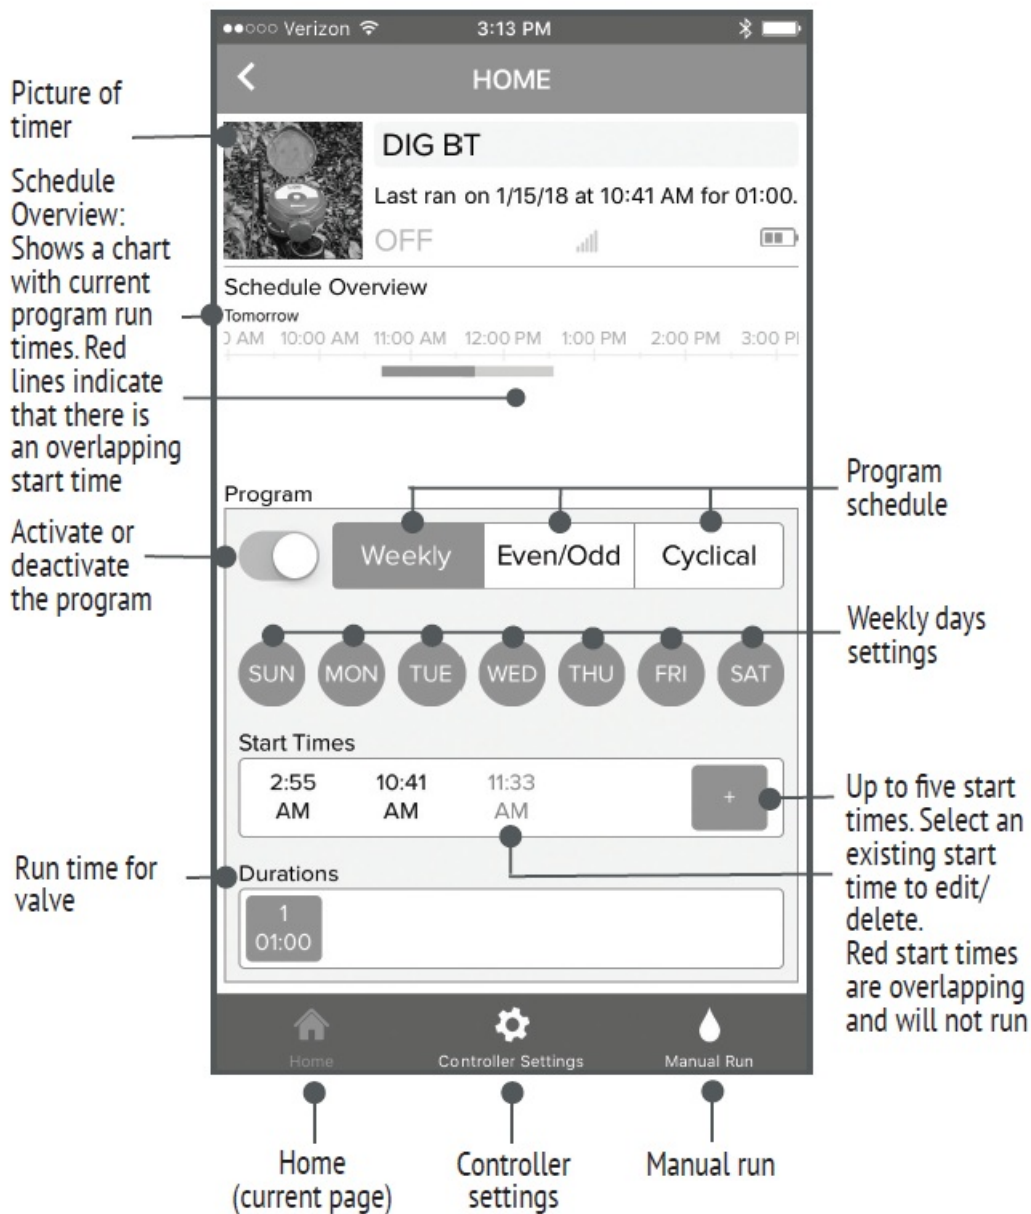 Verizon
3:13 PM
HOME
Picture of
timer
DIG BT
Last ran on 1/15/18 at 10:41 AM for 01:00.
OFF
Schedule
Overview:
Shows a chart
with current
program run
times. Red
lines indicate
that there is
an overlapping
start time
Schedule Overview
Tomorrow
0 AM 10:00 AM 11:00 AM 12:00 PM 1:00 PM 2:00 PM 3:00 P
Program
schedule
Program
Activate or
deactivate
the program
Weekly Even/Odd Cyclical
Weekly days
settings
SUN MON TUE WED THU FRI SAT
Start Times
2:55 10:41 11:33
AM AM AM
+
Up to five start
times. Select an
existing start
time to edit/
delete.
Red start times
are overlapping
and will not run
Run time for
valve
Durations
1
01:00
Home Controller Settings Manual Run
Home
(current page)
Controller
settings
Manual run